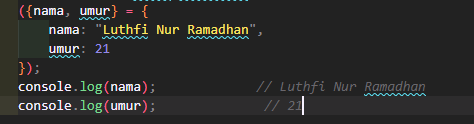 ({nama, umur} = {
nama: "Luthfi Nur Ramadhan",
umur: 21
});
console.log(nama); // Luthfi Nur Ramadhan
console.log(umur); // 21